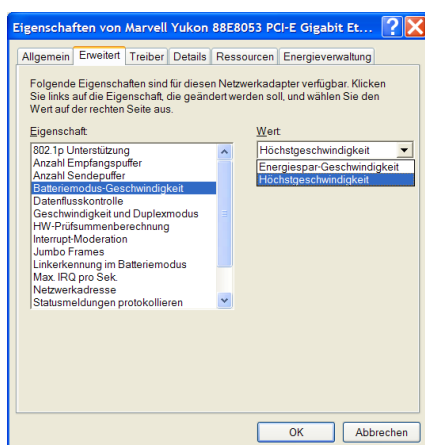 Eigenschaften von Marvell Yukon 88E8053 PCI-E Gigabit Et...
Allgemein Erweitert Treiber Details Ressourcen Energieverwaltung
Folgende Eigenschaften sind für diesen Netzwerkadapter verfügbar. Klicken
Sie links auf die Eigenschaft, die geändert werden soll, und wählen Sie den
Wert auf der rechten Seite aus.
Eigenschaft:
802.1p Unterstützung
Anzahl Empfangspuffer
Anzahl Sendepuffer
Batteriemodus-Geschwindigkeit
Datenflusskontrolle
Geschwindigkeit und Duplexmodus
HW-Prüfsummenberechnung
Interrupt-Moderation
Jumbo Frames
Linkerkennung im Batteriemodus
Max. IRQ pro Sek.
Netzwerkadresse
Statusmeldungen protokollieren
Wert:
Höchstgeschwindigkeit
Energiespar-Geschwindigkeit
Höchstgeschwindigkeit
OK Abbrechen